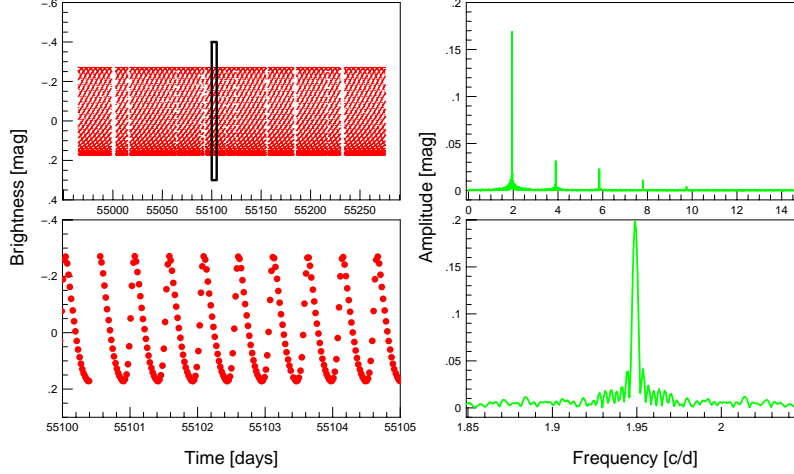 -.6
-.4
-.2
0
.2
.4
55000 55050 55100 55150 55200 55250
Brightness [mag]
-.4
-.2
0
.2
55100 55101 55102 55103 55104 55105
Time [days]
.2
.15
.1
.05
0
0 2 4 6 8 10 12 14
Amplitude [mag]
.2
.15
.1
.05
0
1.85 1.9 1.95 2
Frequency [c/d]